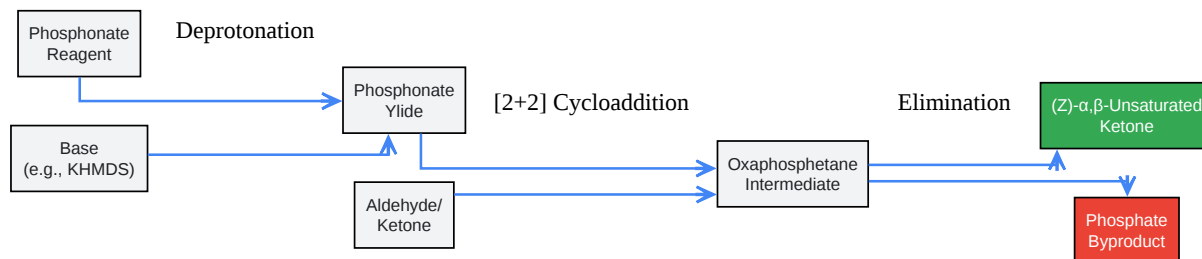 Phosphonate
Reagent
Deprotonation
Base
(e.g., KHMDS)
Phosphonate
Ylide
[2+2] Cycloaddition
Aldehyde/
Ketone
Oxaphosphetane
Intermediate
Elimination
(Z)-α,β-Unsaturated
Ketone
Phosphate
Byproduct